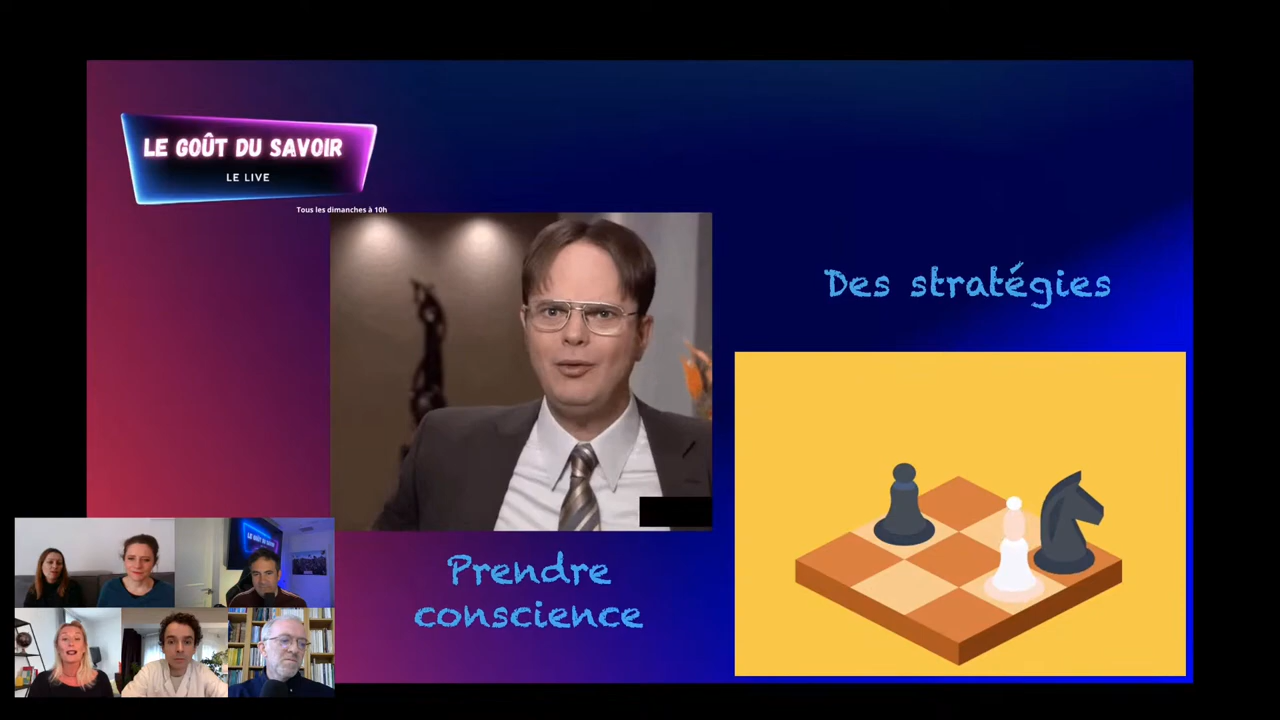 LE GOÛT DU SAVOIR
LE LIVE
Tous les dimanches à 10h
Des stratégies
Prendre
conscience